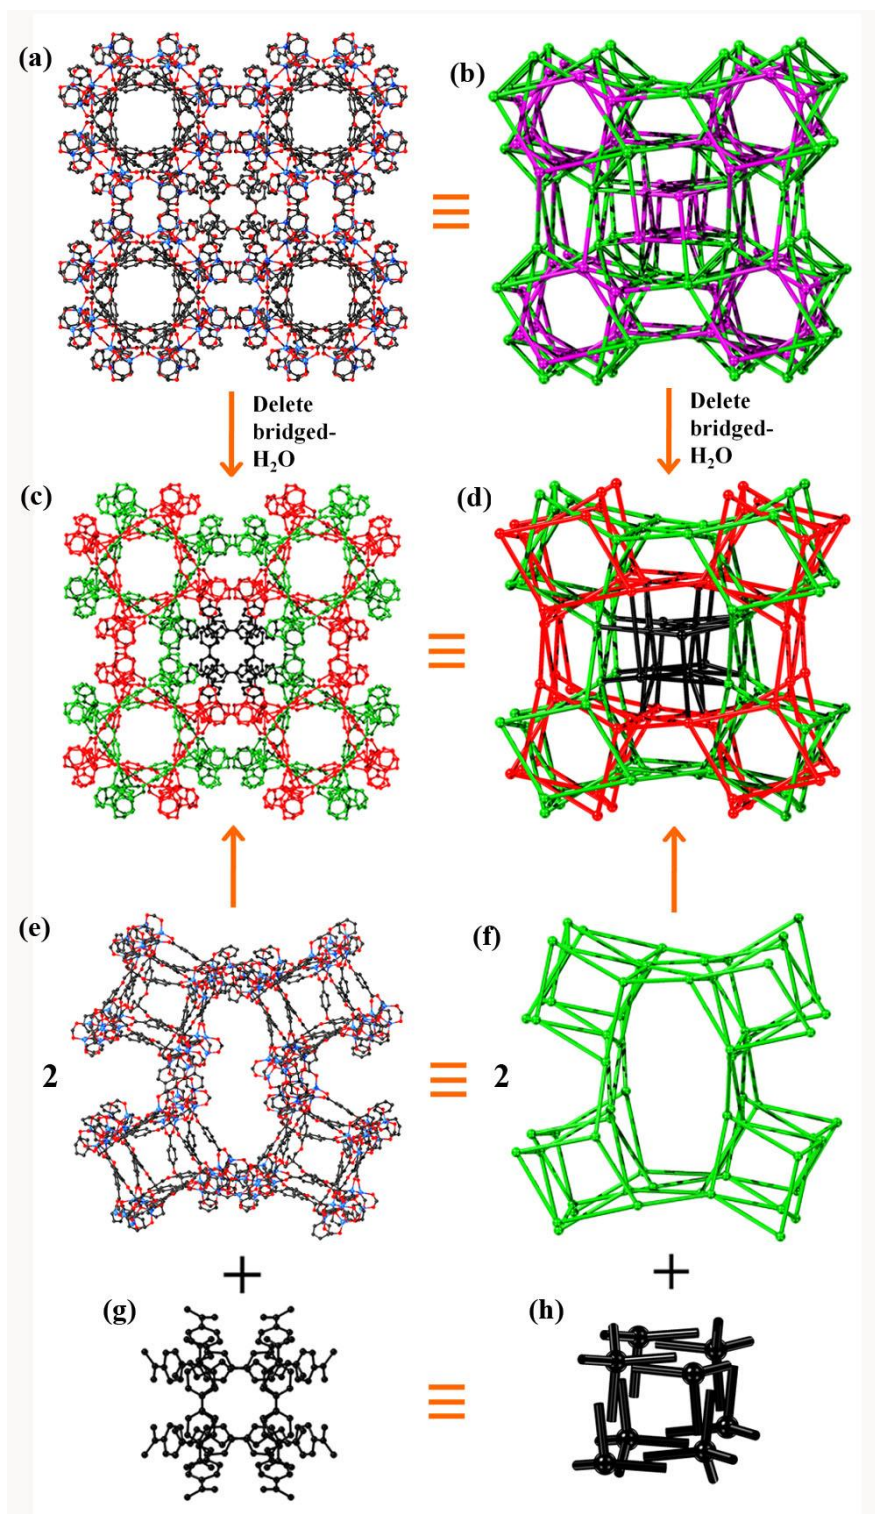 (a)
(b)
Delete
bridged-
H₂O
Delete
bridged-
H₂O
(c)
(d)
(e)
(f)
2
2
+
+
(g)
(h)